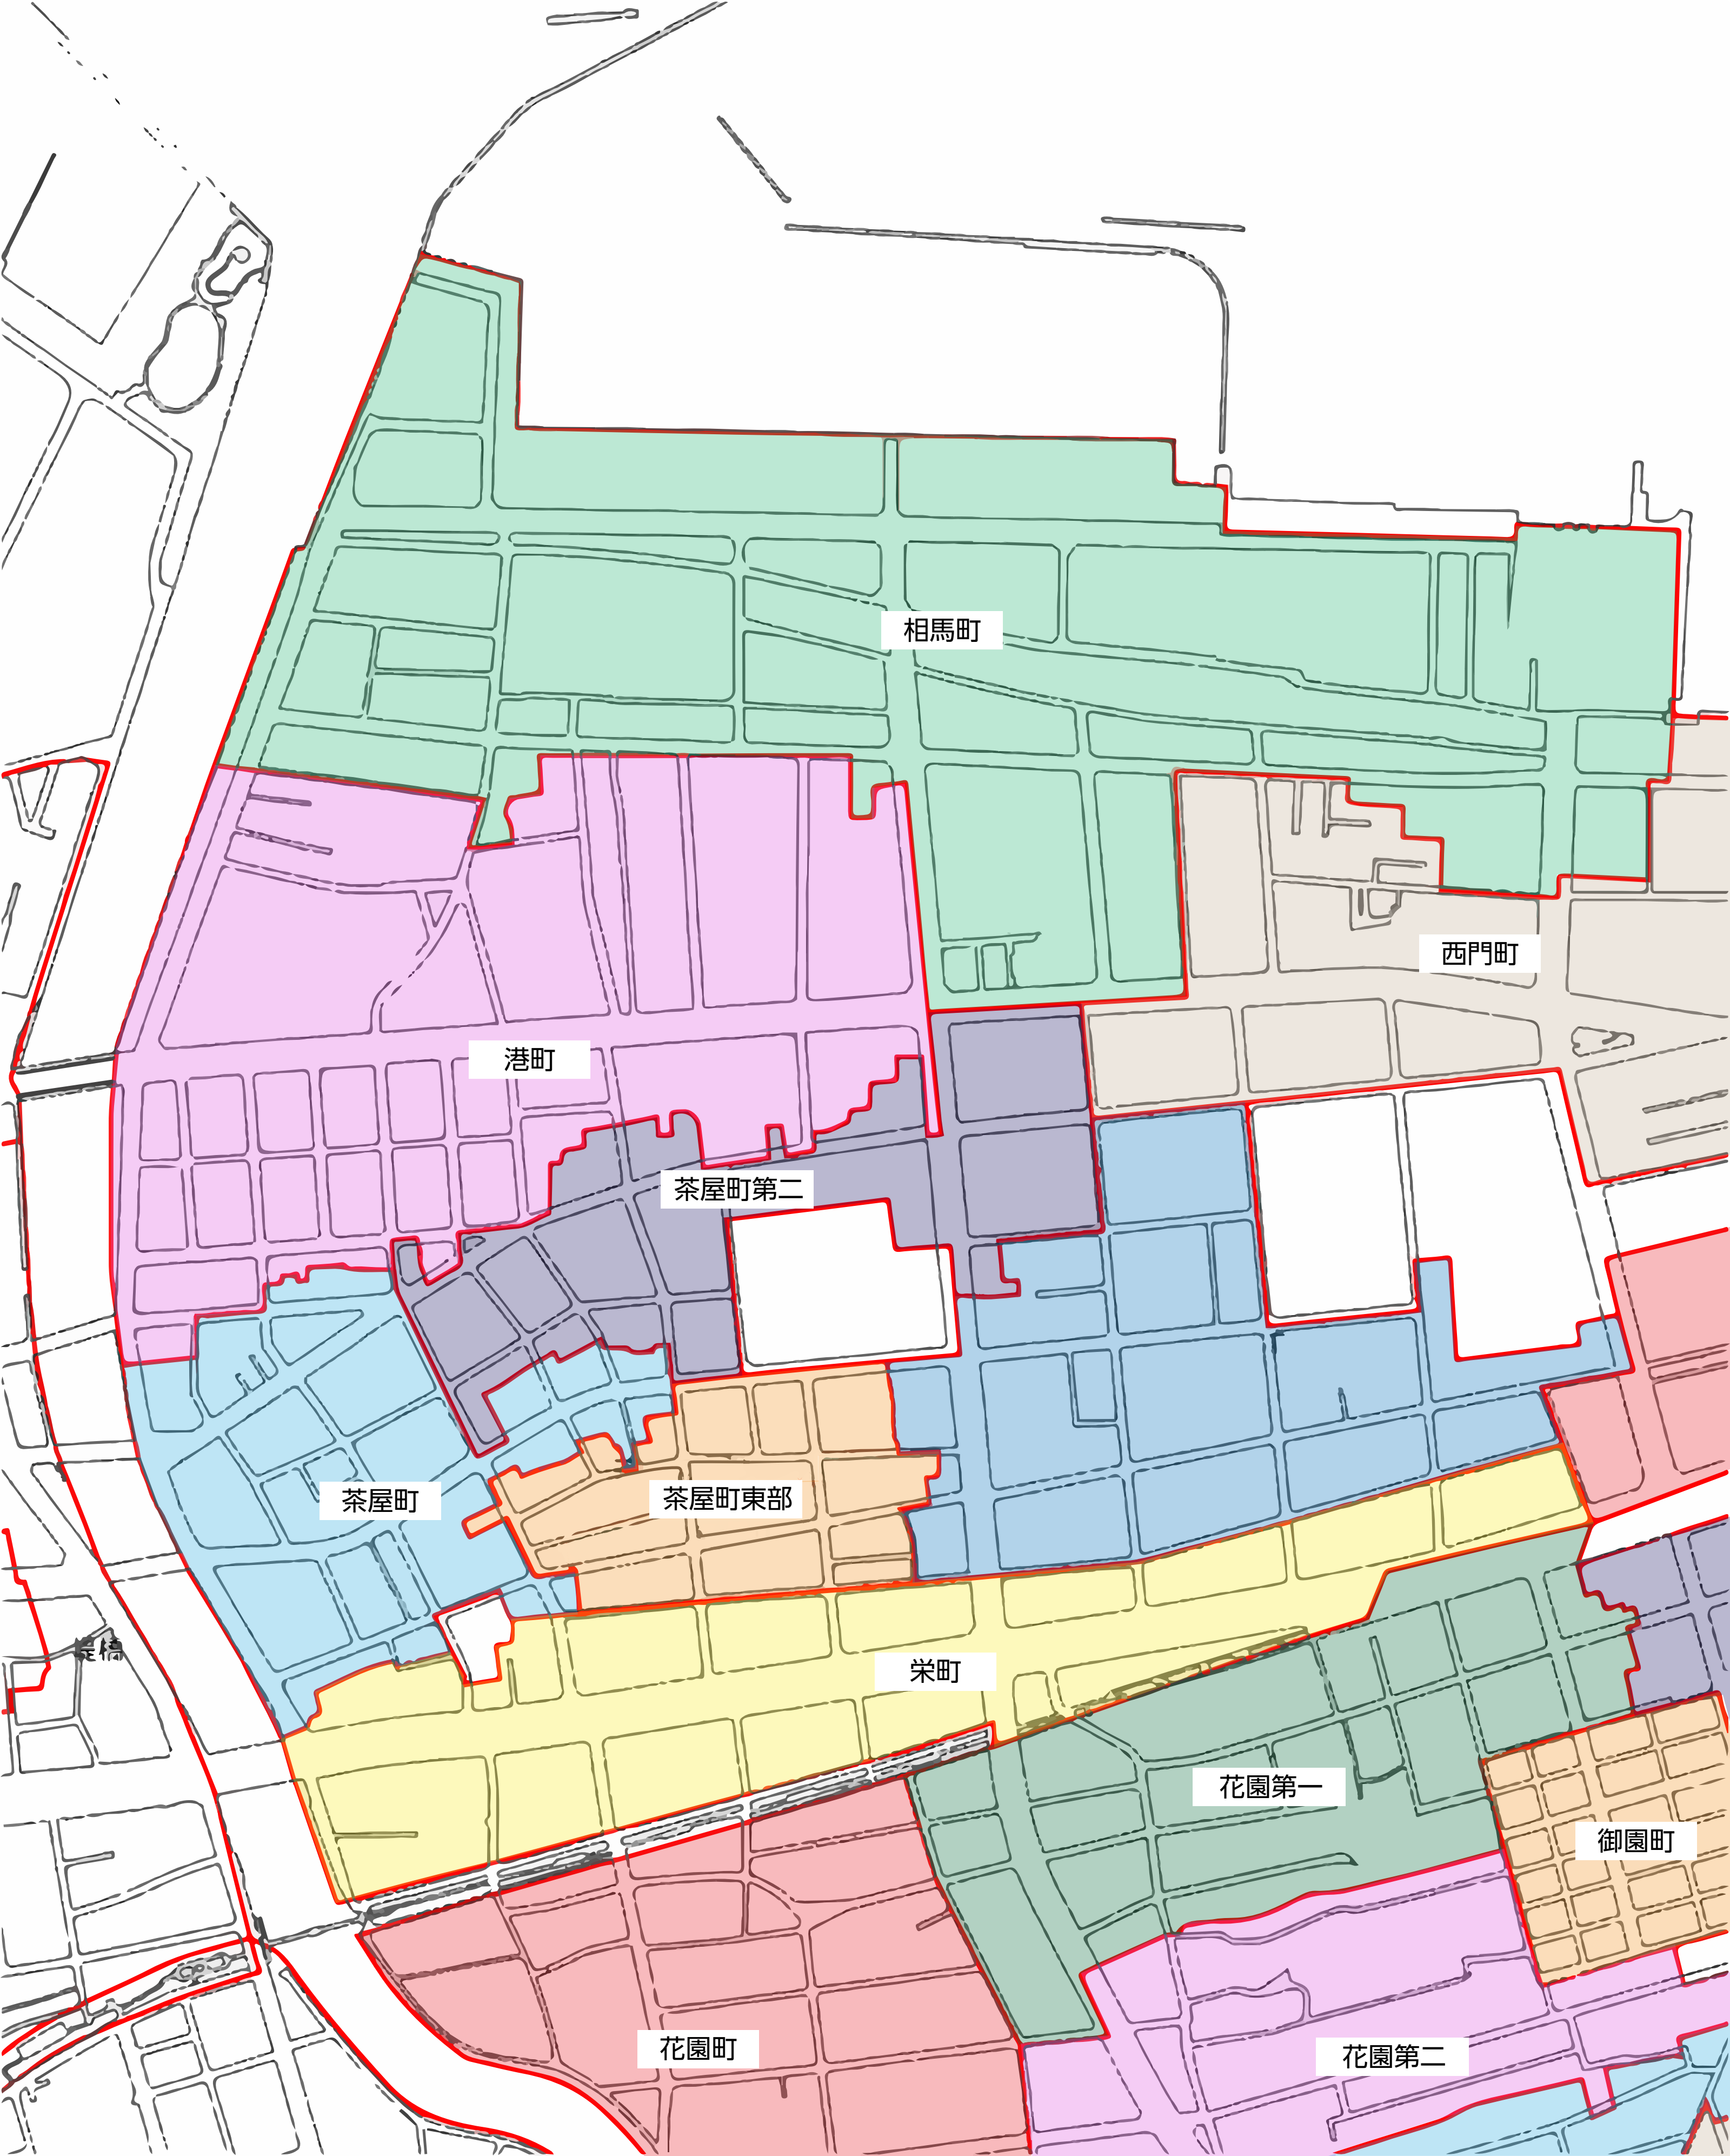 相馬町
西門町
港町
茶屋町第二
茶屋町
茶屋町東部
栄町
花園第一
御園町
花園町
花園第二